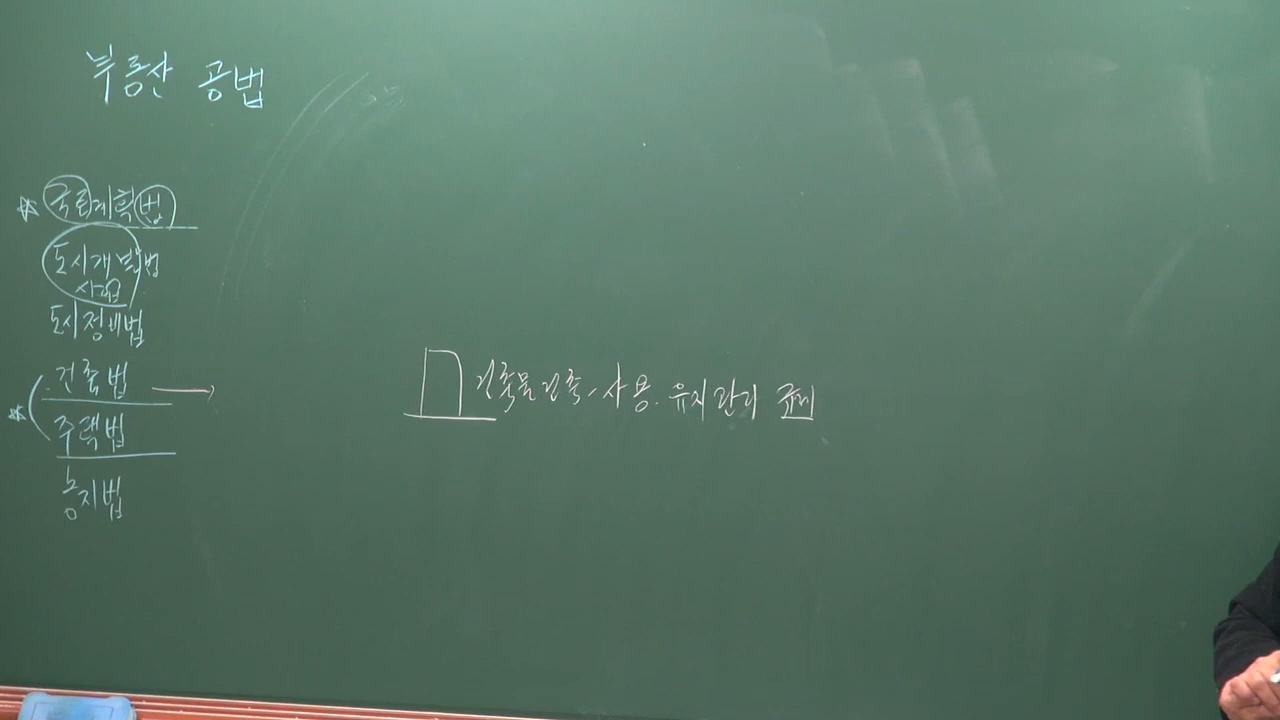 부동산 공법
국토계획법
도시개발법
사업
도시정비법
건축법
주택법
농지법
건축물 건축, 사용. 유지관리 규제